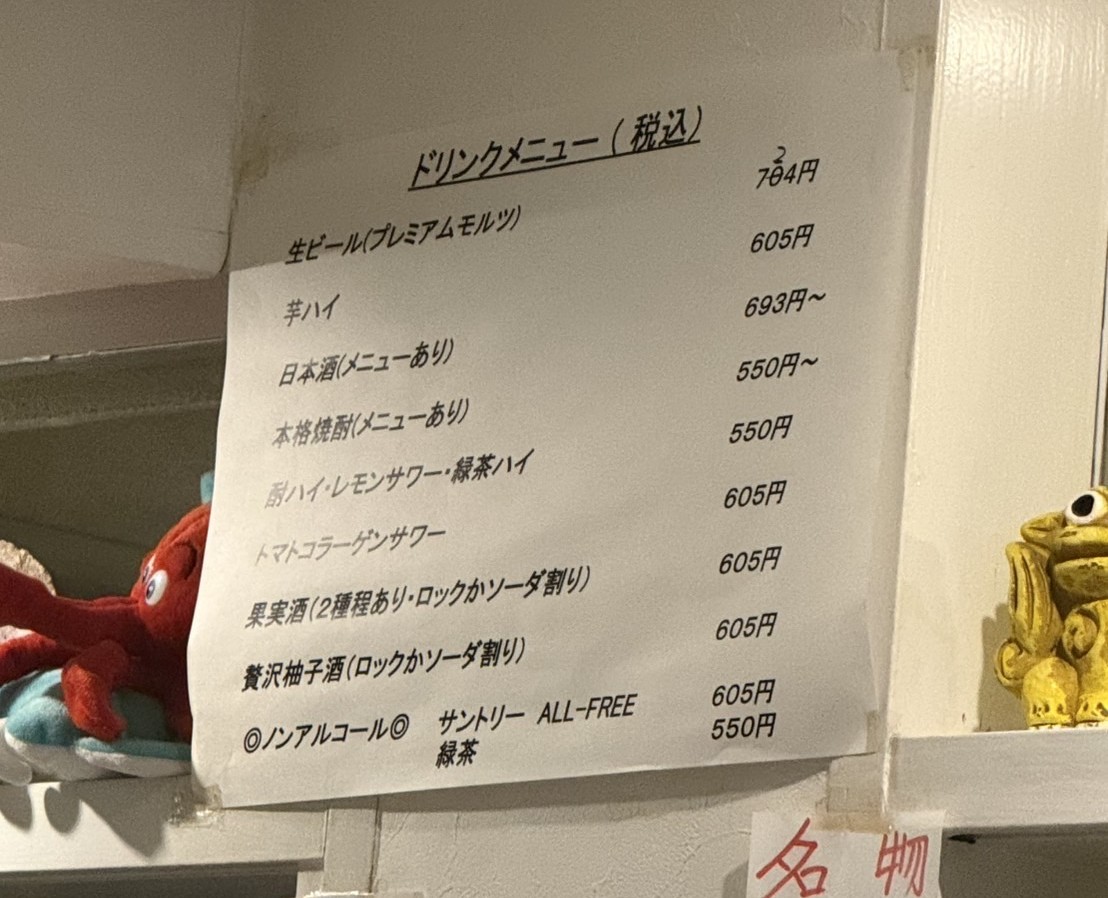 ドリンクメニュー(税込)
生ビール(プレミアムモルツ) 724円
芋ハイ 605円
日本酒(メニューあり) 693円~
本格焼酎(メニューあり) 550円~
酎ハイ・レモンサワー・緑茶ハイ 550円
トマトコラーゲンサワー 605円
果実酒(2種程あり・ロックかソーダ割り) 605円
贅沢柚子酒(ロックかソーダ割り) 605円
◎ノンアルコール◎ サントリー ALL-FREE 605円
緑茶 550円
名物